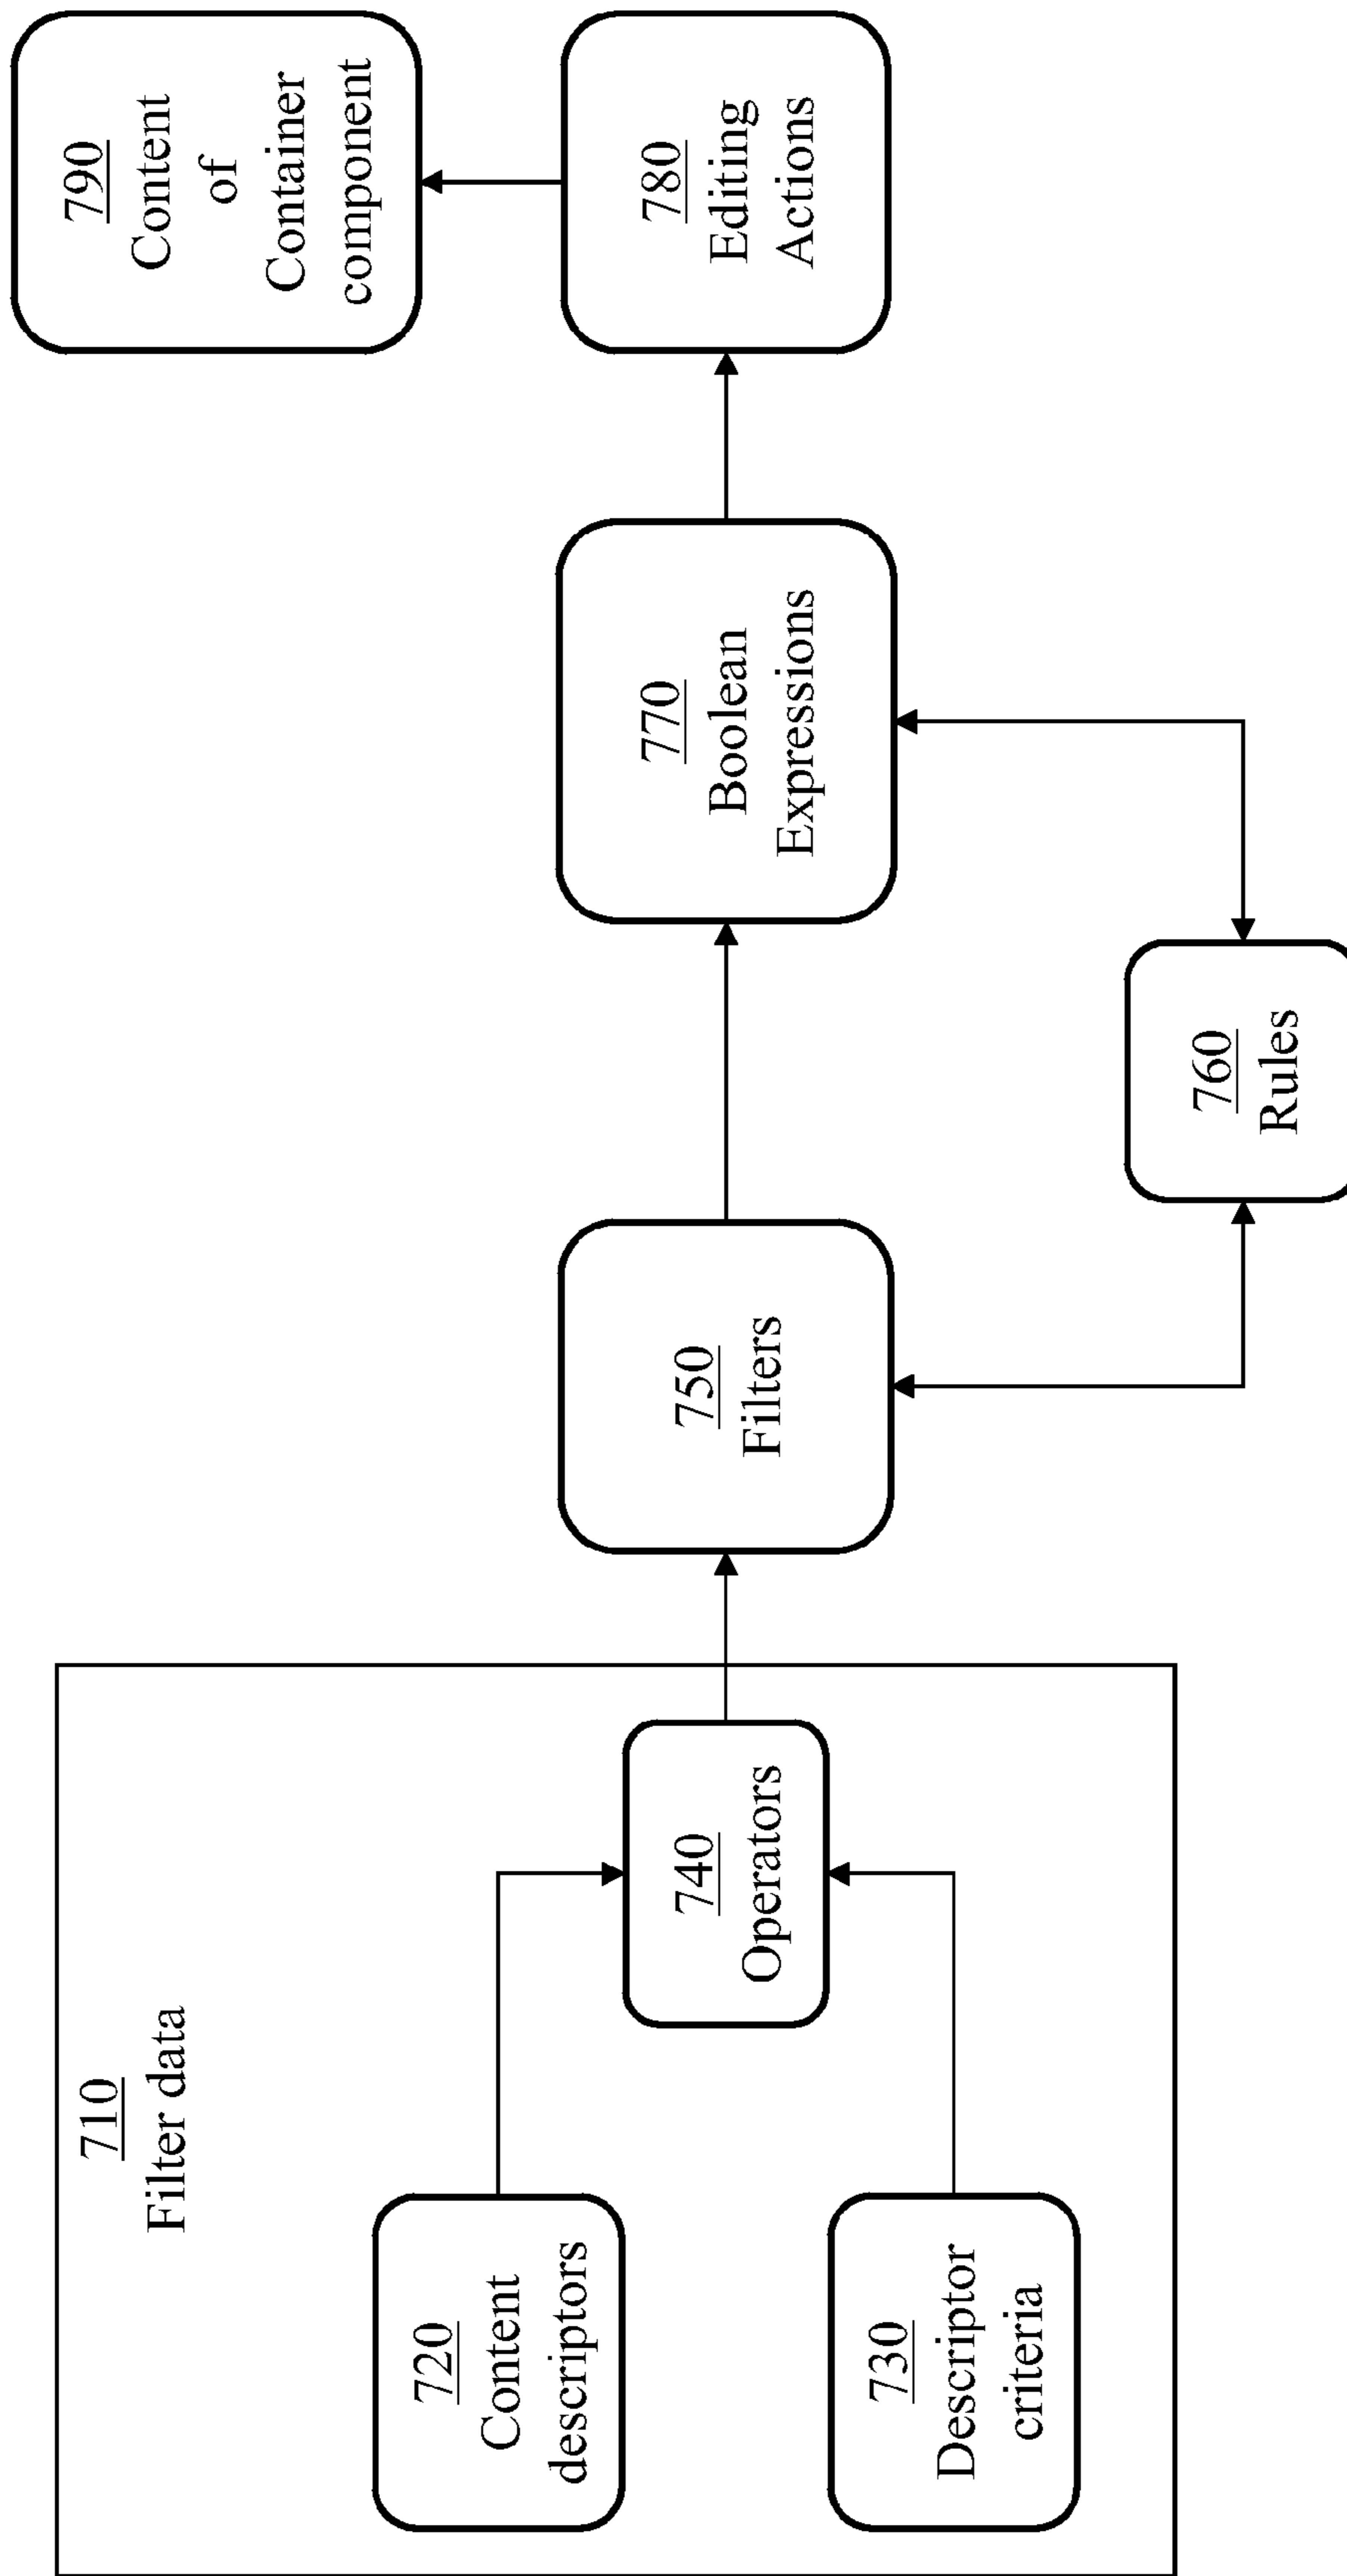 710
Filter data
720
Content
descriptors
730
Descriptor
criteria
740
Operators
750
Filters
760
Rules
770
Boolean
Expressions
780
Editing
Actions
790
Content
of
Container
component